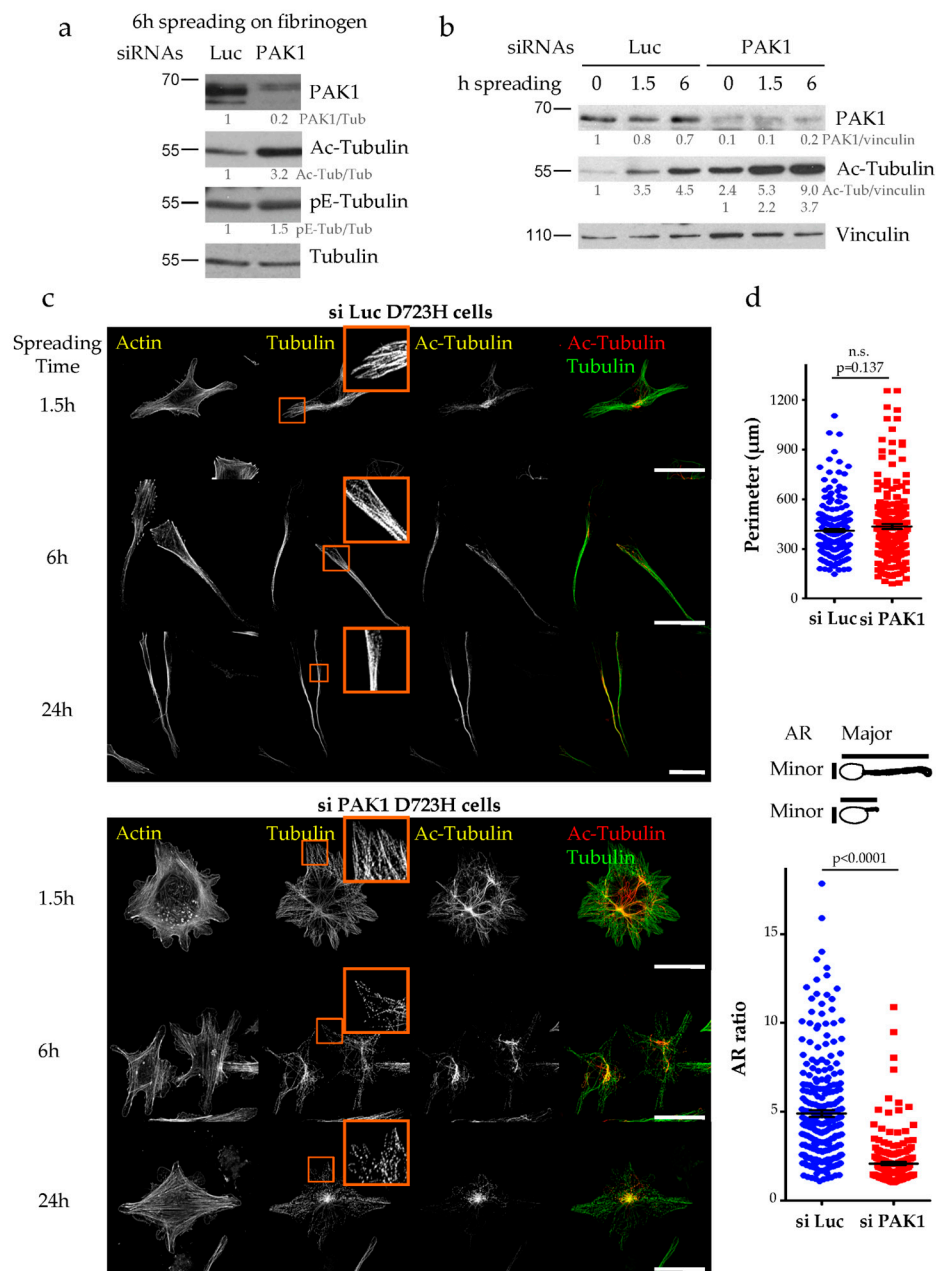 a
6h spreading on fibrinogen
siRNAs Luc PAK1
70 PAK1
1 0.2 PAK1/Tub
55 Ac-Tubulin
1 3.2 Ac-Tub/Tub
55 pE-Tubulin
1 1.5 pE-Tub/Tub
55 Tubulin
b
siRNAs Luc PAK1
h spreading 0 1.5 6 0 1.5 6
70 PAK1
1 0.8 0.7 0.1 0.1 0.2 PAK1/vinculin
55 Ac-Tubulin
1 3.5 4.5 2.4 5.3 9.0 Ac-Tub/vinculin
1 2.2 3.7
110 Vinculin
c
si Luc D723H cells
Spreading Time
Actin Tubulin Ac-Tubulin Ac-Tubulin
Tubulin
1.5h
6h
24h
si PAK1 D723H cells
Actin Tubulin Ac-Tubulin Ac-Tubulin
Tubulin
1.5h
6h
24h
d
n.s.
p=0.137
1200
900
600
300
0
Perimeter (µm)
si Luc si PAK1
AR Major
Minor
Minor
p<0.0001
15
10
5
0
AR ratio
si Luc si PAK1